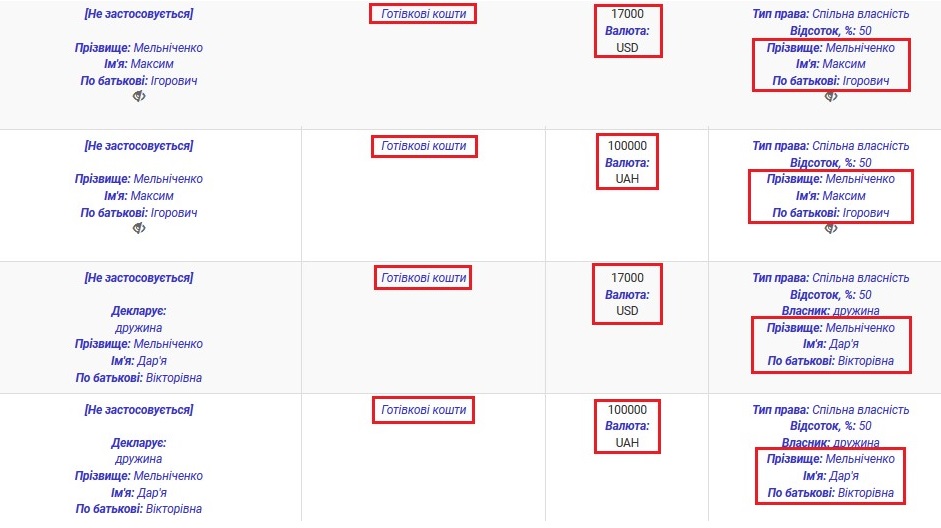 [Не застосовується]
Прізвище: Мельніченко
Ім'я: Максим
По батькові: Ігорович
Готівкові кошти
17000
Валюта:
USD
Тип права: Спільна власність
Відсоток, %: 50
Прізвище: Мельніченко
Ім'я: Максим
По батькові: Ігорович
[Не застосовується]
Прізвище: Мельніченко
Ім'я: Максим
По батькові: Ігорович
Готівкові кошти
100000
Валюта:
UAH
Тип права: Спільна власність
Відсоток, %: 50
Прізвище: Мельніченко
Ім'я: Максим
По батькові: Ігорович
[Не застосовується]
Декларує:
дружина
Прізвище: Мельніченко
Ім'я: Дар'я
По батькові: Вікторівна
Готівкові кошти
17000
Валюта:
USD
Тип права: Спільна власність
Відсоток, %: 50
Власник: дружина
Прізвище: Мельніченко
Ім'я: Дар'я
По батькові: Вікторівна
[Не застосовується]
Декларує:
дружина
Прізвище: Мельніченко
Ім'я: Дар'я
По батькові: Вікторівна
Готівкові кошти
100000
Валюта:
UAH
Тип права: Спільна власність
Відсоток, %: 50
Власник: дружина
Прізвище: Мельніченко
Ім'я: Дар'я
По батькові: Вікторівна